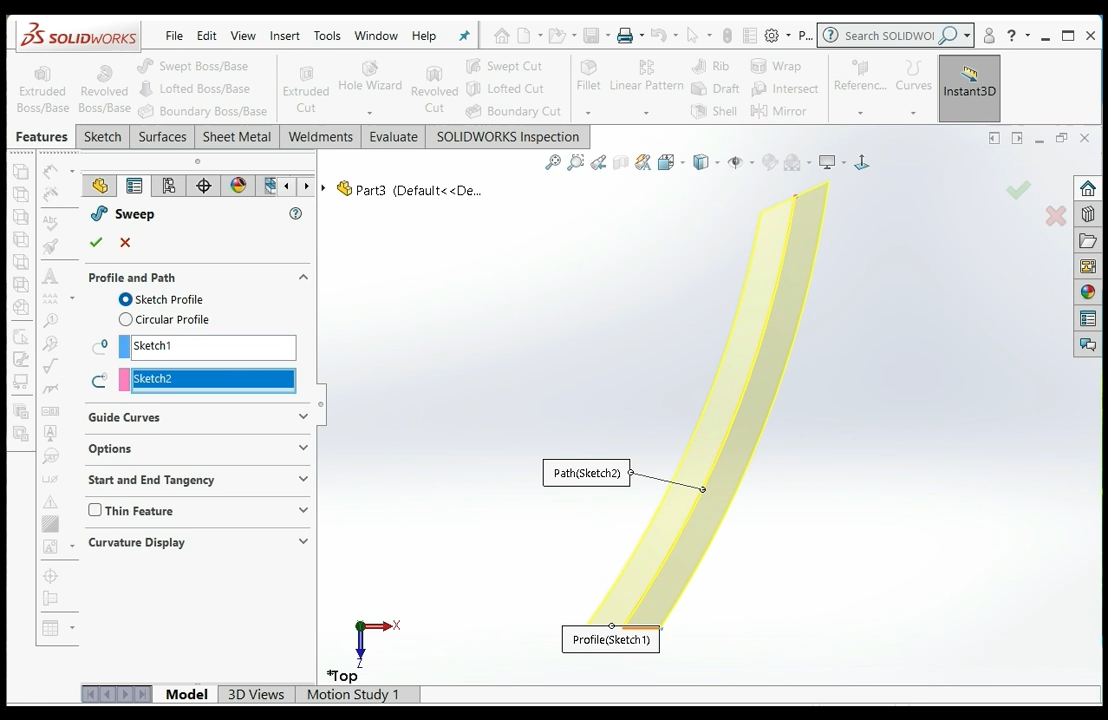 SOLIDWORKS File Edit View Insert Tools Window Help P... Search SOLIDWOI ?
Extruded Boss/Base Revolved Boss/Base Swept Boss/Base Lofted Boss/Base Boundary Boss/Base Extruded Cut Hole Wizard Revolved Cut Swept Cut Lofted Cut Boundary Cut Fillet Linear Pattern Rib Draft Shell Wrap Intersect Mirror Referenc... Curves Instant3D
Features Sketch Surfaces Sheet Metal Weldments Evaluate SOLIDWORKS Inspection
Part3 (Default<<De...
Sweep
Profile and Path
Sketch Profile
Circular Profile
Sketch1
Sketch2
Guide Curves
Options
Start and End Tangency
Thin Feature
Curvature Display
Path(Sketch2)
Profile(Sketch1)
X
Z
*Top
Model 3D Views Motion Study 1